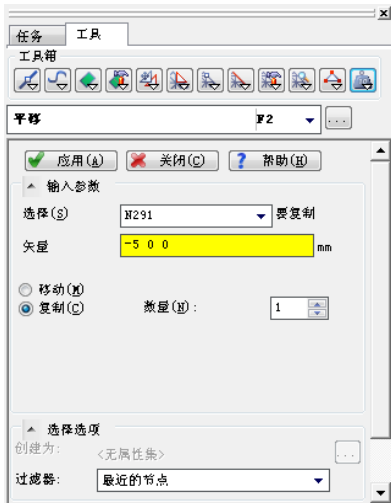 任务 工具
工具箱
平移 F2 ...
应用(A) 关闭(C) ? 帮助(H)
输入参数
选择(S) N291 要复制
矢量 -5 0 0 mm
移动(M)
复制(C) 数量(N): 1
选择选项
创建为: <无属性集> ...
过滤器: 最近的节点